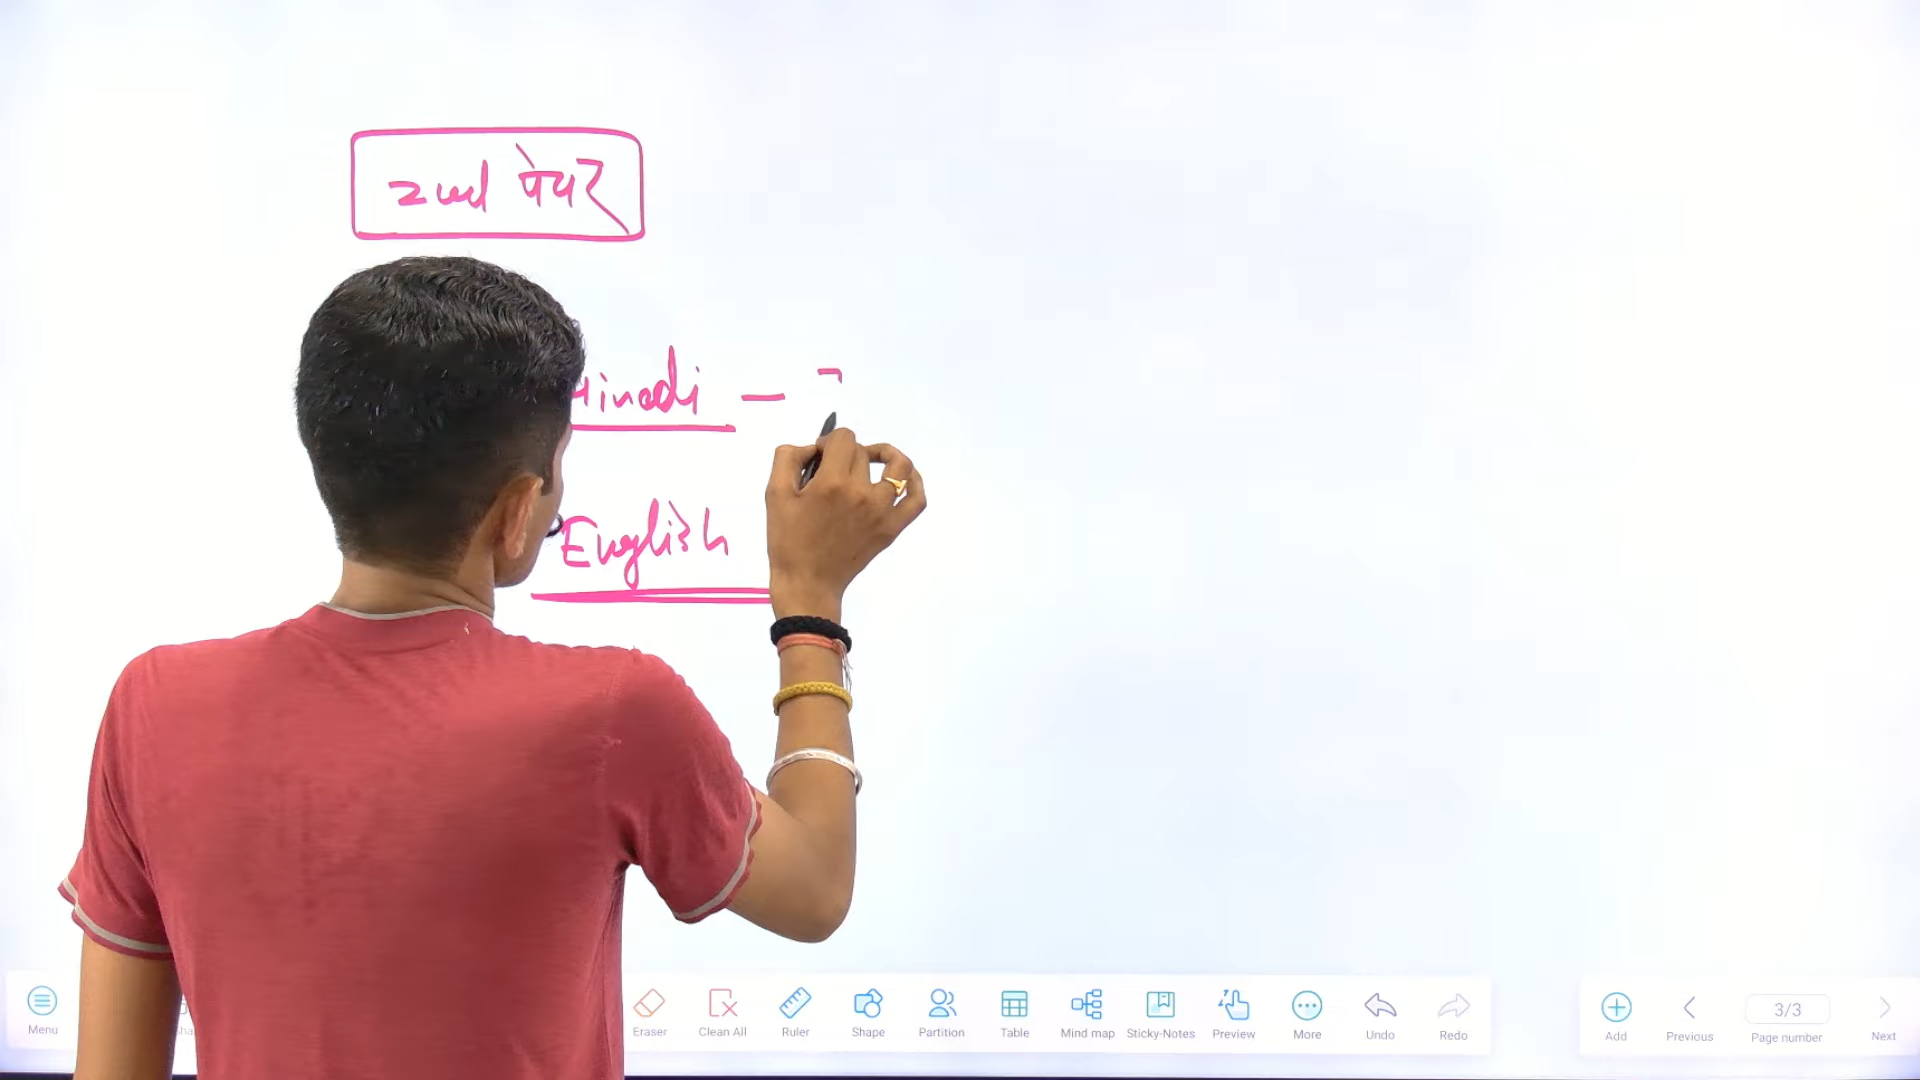 2nd पेपर
Hinddi –
English
Menu
Eraser Clean All Ruler Shape Partition Table Mind map Sticky-Notes Preview More Undo Redo
Add Previous 3/3 Page number Next